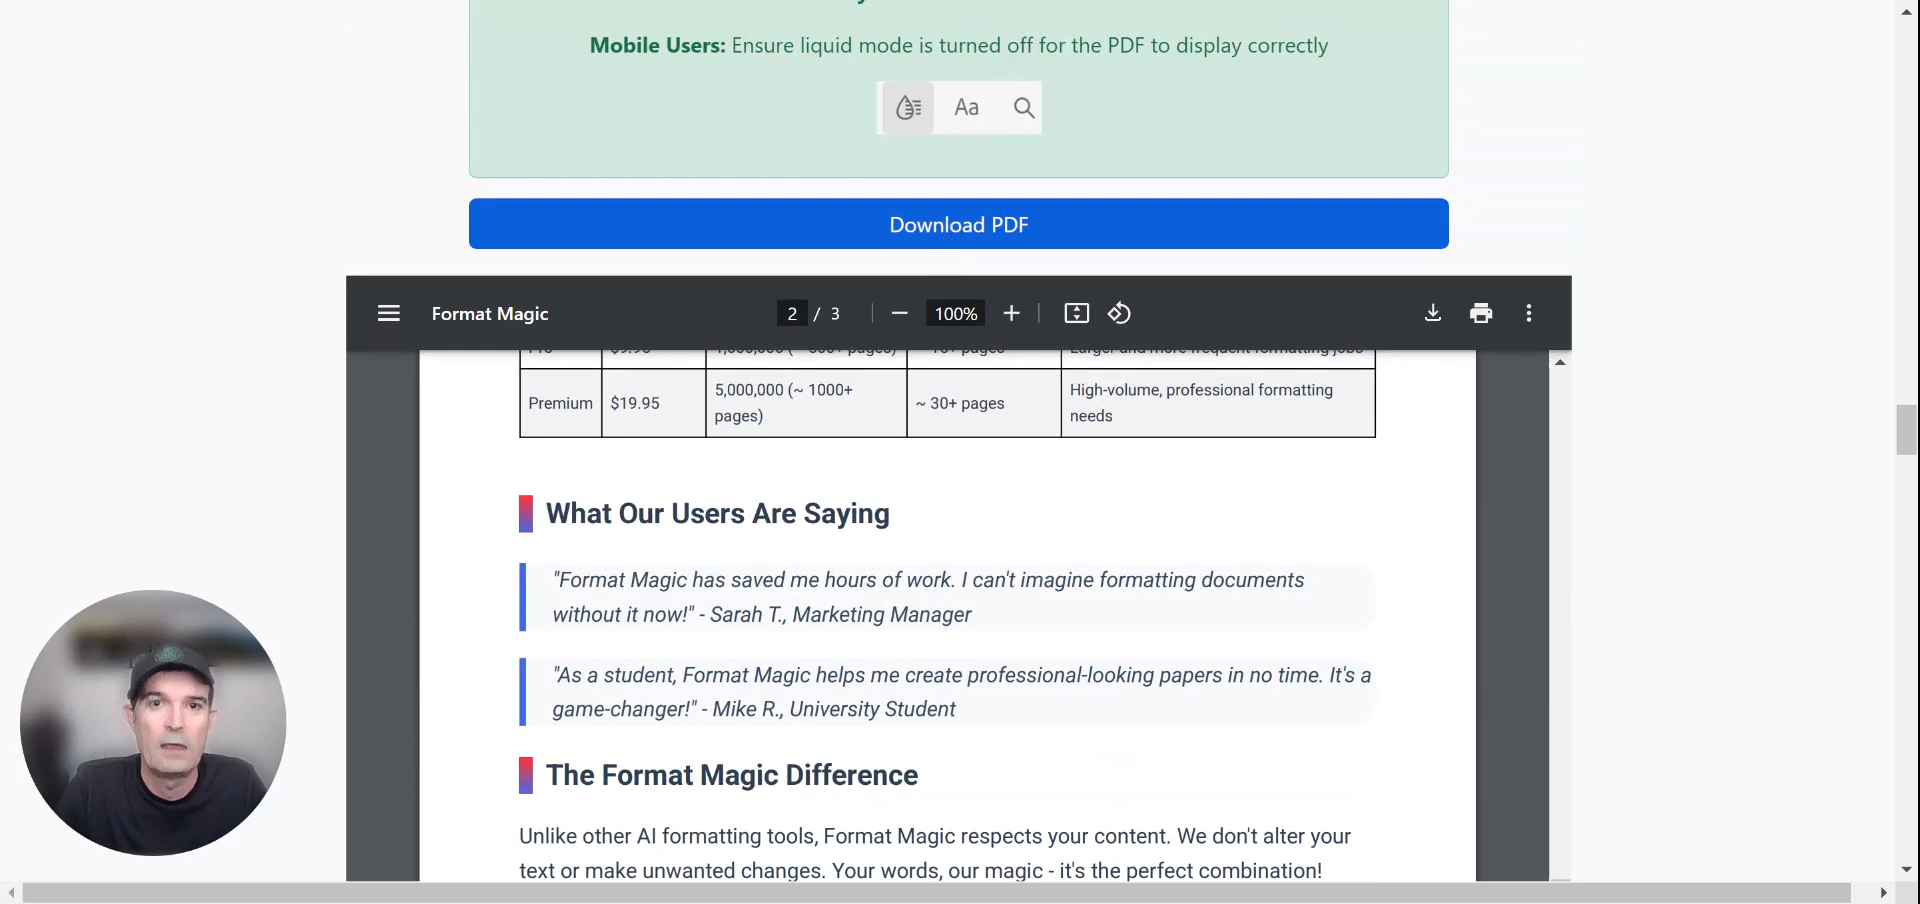 Mobile Users: Ensure liquid mode is turned off for the PDF to display correctly
Aa
Download PDF
Format Magic
2 / 3
100%
Premium
$19.95
5,000,000 (~ 1000+
pages)
~ 30+ pages
High-volume, professional formatting
needs
What Our Users Are Saying
"Format Magic has saved me hours of work. I can't imagine formatting documents
without it now!" - Sarah T., Marketing Manager
"As a student, Format Magic helps me create professional-looking papers in no time. It's a
game-changer!" - Mike R., University Student
The Format Magic Difference
Unlike other AI formatting tools, Format Magic respects your content. We don't alter your
text or make unwanted changes. Your words, our magic - it's the perfect combination!